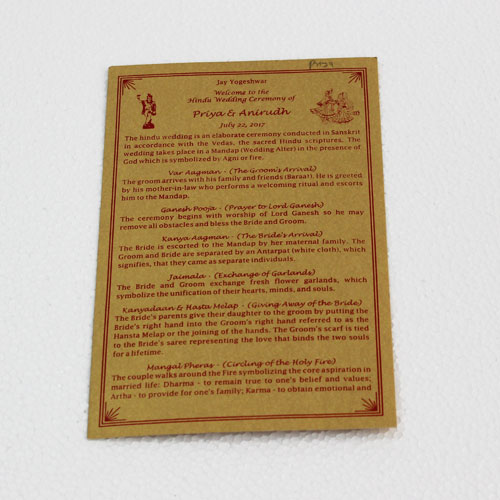 Jay Yogeshwar
Welcome to the
Hindu Wedding Ceremony of
Priya & Anirudh
July 22, 2017
The hindu wedding is an elaborate ceremony conducted in Sanskrit
in accordance with the Vedas, the sacred Hindu scriptures. The
wedding takes place in a Mandap (Wedding Alter) in the presence of
God which is symbolized by Agni or fire.
Var Aagman - (The Groom's Arrival)
The groom arrives with his family and friends (Baraat). He is greeted
by his mother-in-law who performs a welcoming ritual and escorts
him to the Mandap.
Ganesh Pooja - (Prayer to Lord Ganesh)
The ceremony begins with worship of Lord Ganesh so he may
remove all obstacles and bless the Bride and Groom.
Kanya Aagman - (The Bride's Arrival)
The Bride is escorted to the Mandap by her maternal family. The
Groom and Bride are separated by an Antarpat (white cloth), which
signifies, that they came as separate individuals.
Jaimala - (Exchange of Garlands)
The Bride and Groom exchange fresh flower garlands, which
symbolize the unification of their hearts, minds, and souls.
Kanyadaan & Hasta Melap - (Giving Away of the Bride)
The Bride's parents give their daughter to the groom by putting the
Bride's right hand into the Groom's right hand referred to as the
Hansta Melap or the joining of the hands. The Groom's scarf is tied
to the Bride's saree representing the love that binds the two souls
for a lifetime.
Mangal Pheras - (Circling of the Holy Fire)
The couple walks around the Fire symbolizing the core aspiration in
married life: Dharma - to remain true to one's belief and values;
Artha - to provide for one's family; Karma - to obtain emotional and